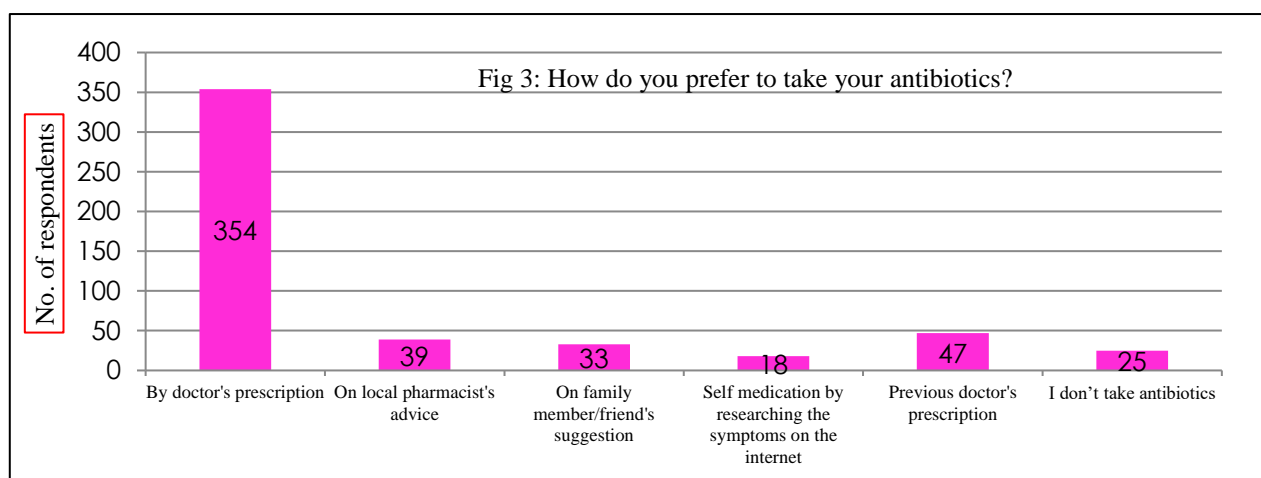 Fig 3: How do you prefer to take your antibiotics?
No. of respondents
400
350
300
250
200
150
100
50
0
354
39
33
18
47
25
By doctor's prescription
On local pharmacist's
advice
On family
member/friend's
suggestion
Self medication by
researching the
symptoms on the
internet
Previous doctor's
prescription
I don’t take antibiotics